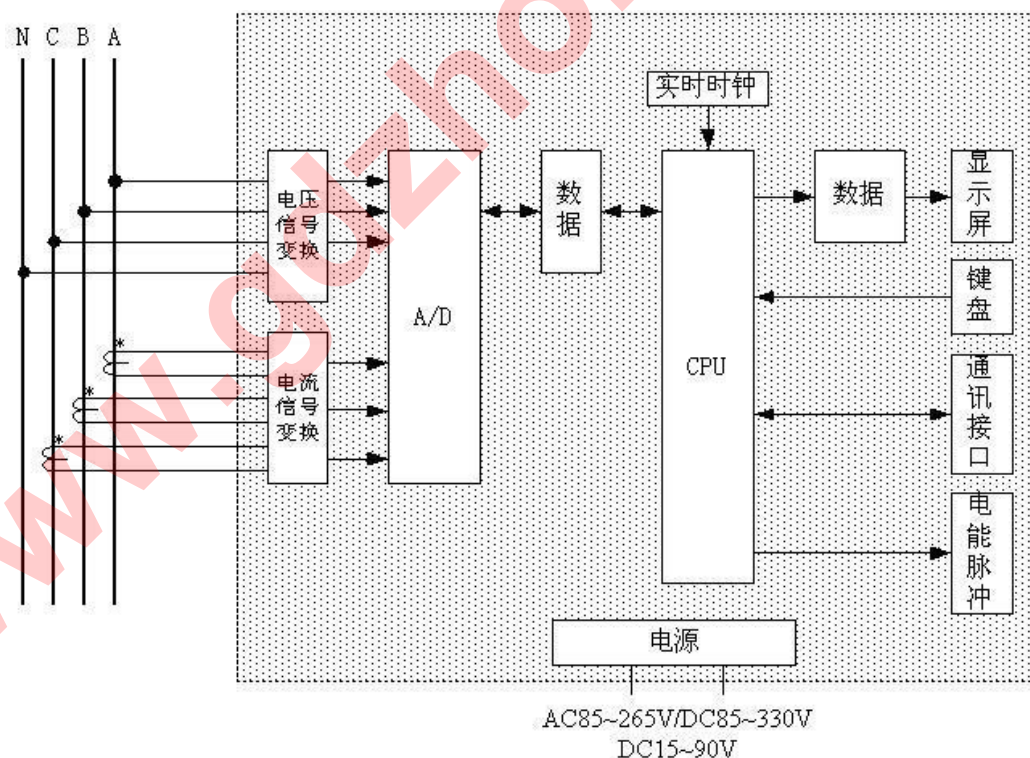 N C B A
实时时钟
电压
信号
变换
数
据
数据
显
示
屏
A/D
CPU
键
盘
电流
信号
变换
通
讯
接
口
电
能
脉
冲
电源
AC85~265V/DC85~330V
DC15~90V
*
*
*
www.gdzho